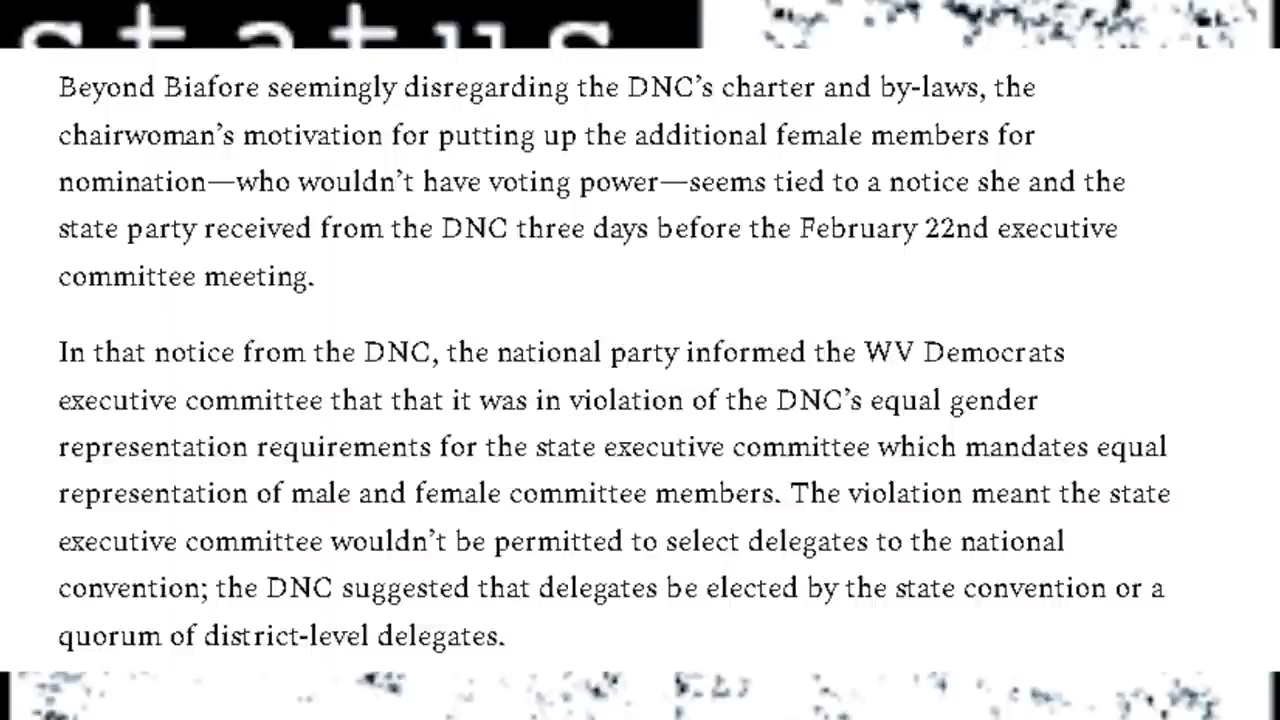 status
Beyond Biafore seemingly disregarding the DNC’s charter and by-laws, the
chairwoman’s motivation for putting up the additional female members for
nomination—who wouldn’t have voting power—seems tied to a notice she and the
state party received from the DNC three days before the February 22nd executive
committee meeting.
In that notice from the DNC, the national party informed the WV Democrats
executive committee that that it was in violation of the DNC’s equal gender
representation requirements for the state executive committee which mandates equal
representation of male and female committee members. The violation meant the state
executive committee wouldn’t be permitted to select delegates to the national
convention; the DNC suggested that delegates be elected by the state convention or a
quorum of district-level delegates.